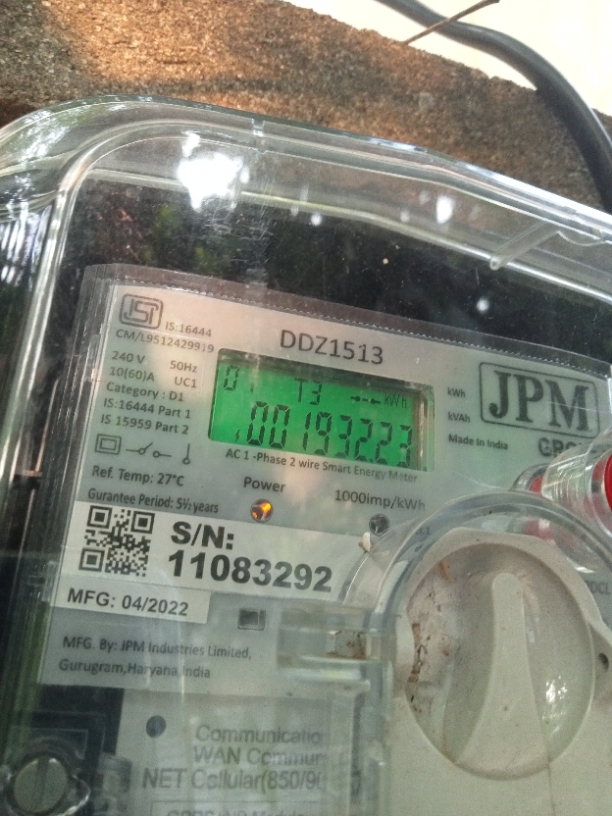 ISI IS:16444
CM/L9512429919
DDZ1513
240 V 50Hz
10(60)A UC1
Category : D1
IS:16444 Part 1
IS 15959 Part 2
01 T3 kWh
00193223
kWh
kVAh
Made In India
JPM
AC 1 -Phase 2 wire Smart Energy Meter
Ref. Temp: 27°C
Power
1000imp/kWh
Gurantee Period: 5½ years
S/N:
11083292
MFG: 04/2022
MFG. By: JPM Industries Limited,
Gurugram,Haryana,India
Communicatio
WAN Commun
NET Cellular(850/90